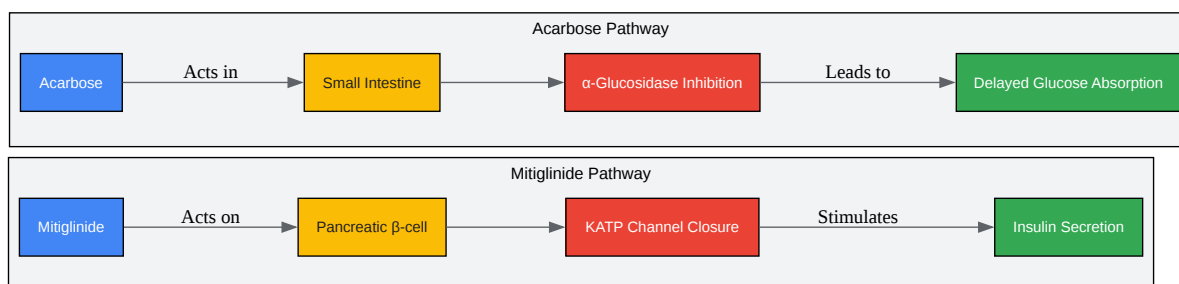 Acarbose Pathway
Acarbose
Acts in
Small Intestine
α-Glucosidase Inhibition
Leads to
Delayed Glucose Absorption
Mitiglinide Pathway
Mitiglinide
Acts on
Pancreatic β-cell
KATP Channel Closure
Stimulates
Insulin Secretion